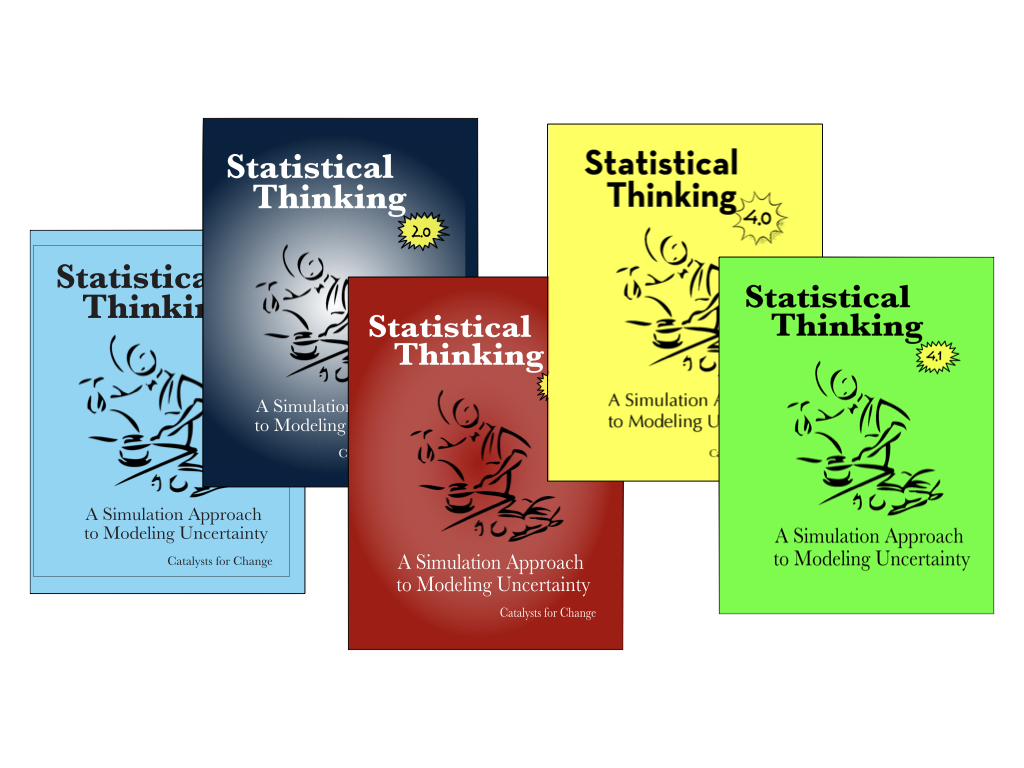 Statistica
Thinkin
A Simulation Approach
to Modeling Uncertainty
Catalysts for Change
Statistical
Thinking
2.0
A Simulation
to Modeling
Statistical
Thinking
A Simulation Approach
to Modeling Uncertainty
Catalysts for Change
Statistical
Thinking
4.0
A Simulation
to Modeling
Statistical
Thinking
4.1
A Simulation Approach
to Modeling Uncertainty